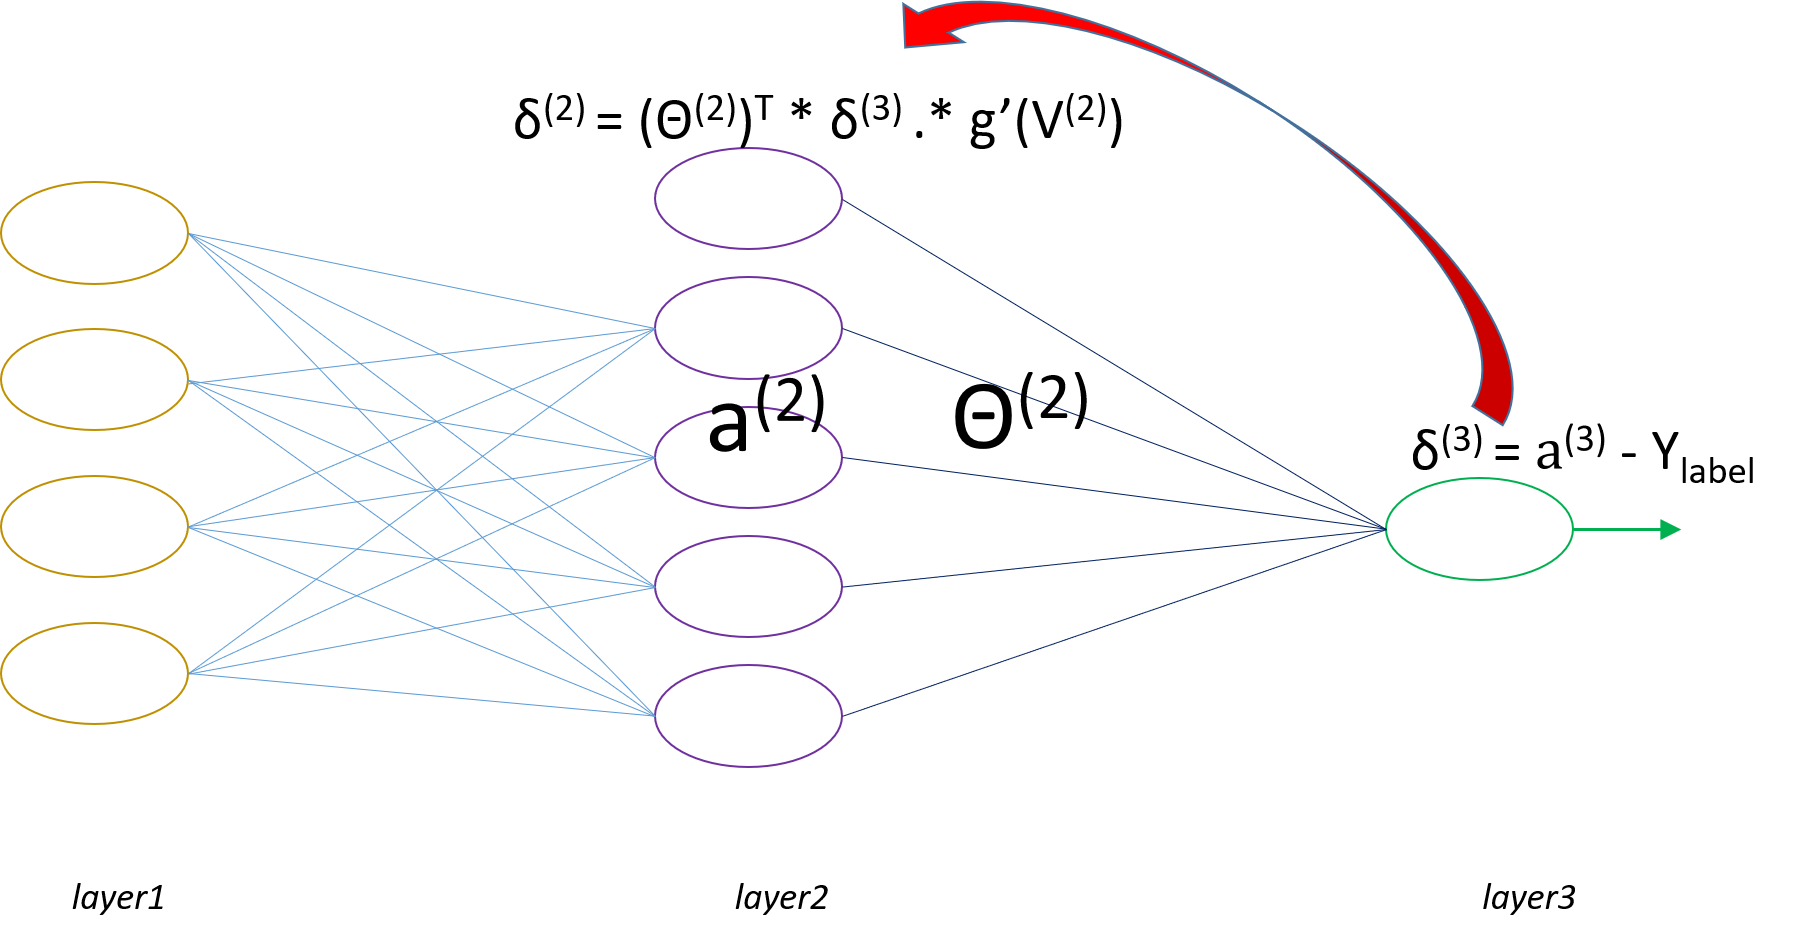 δ(2) = (Θ(2))T * δ(3) .* g’(V(2))
a(2)
Θ(2)
δ(3) = a(3) - Ylabel
layer1
layer2
layer3